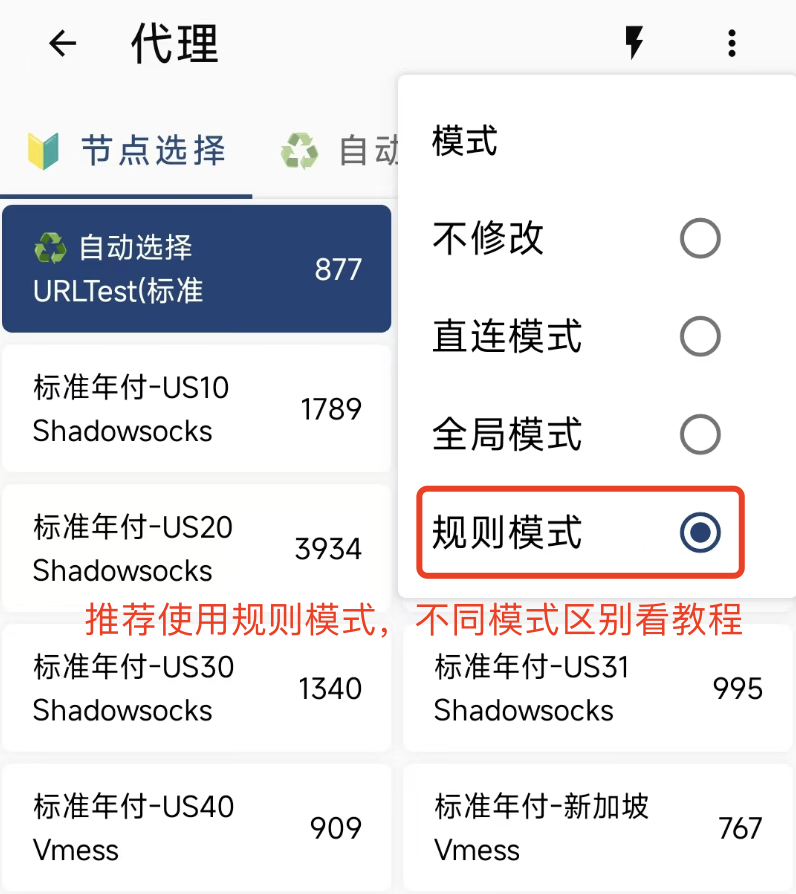 代理
节点选择
自动
模式
不修改
直连模式
全局模式
规则模式
自动选择
URLTest(标准
877
标准年付-US10
Shadowsocks
1789
标准年付-US20
Shadowsocks
3934
推荐使用规则模式，不同模式区别看教程
标准年付-US30
Shadowsocks
1340
标准年付-US31
Shadowsocks
995
标准年付-US40
Vmess
909
标准年付-新加坡
Vmess
767